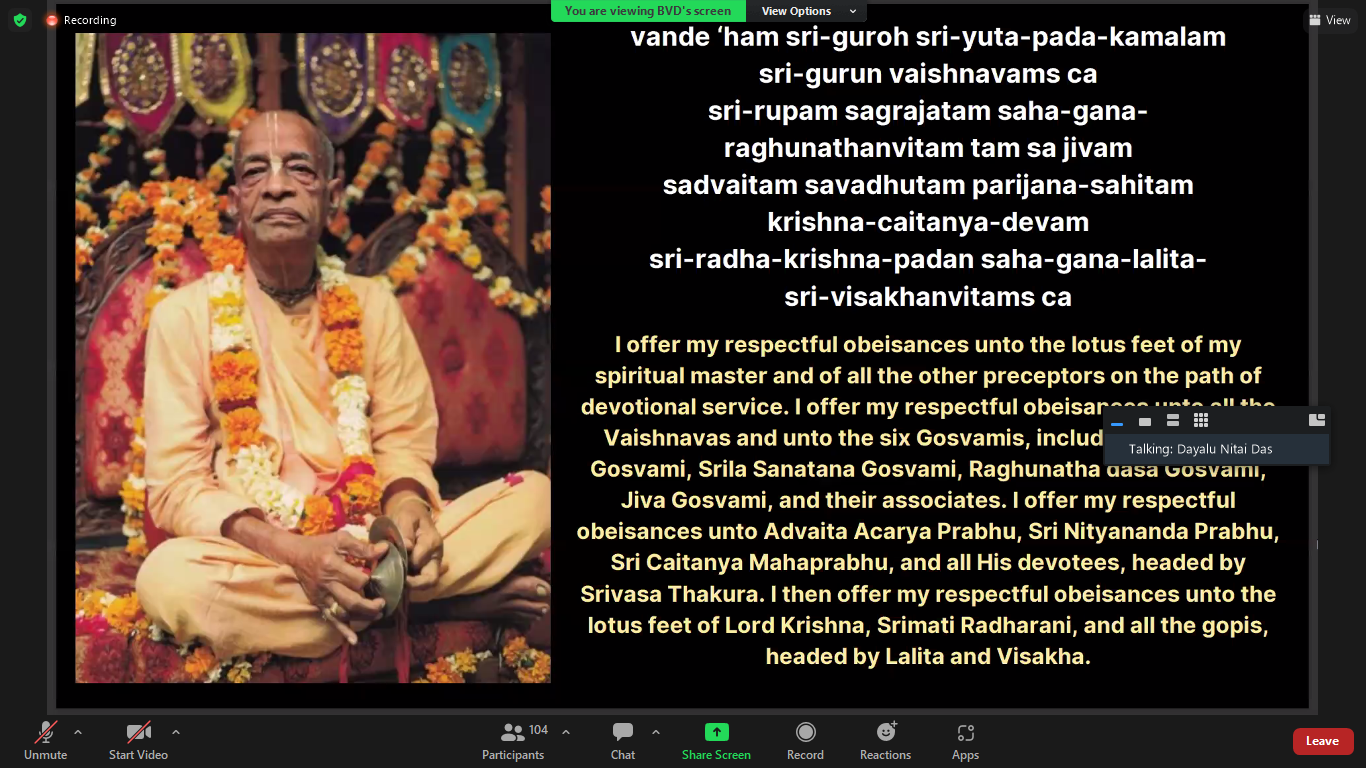 Recording
You are viewing BVD's screen
View Options
View
vande ‘ham sri-guroh sri-yuta-pada-kamalam
sri-gurun vaishnavams ca
sri-rupam sagrajatam saha-gana-
raghunathanvitam tam sa jivam
sadvaitam savadhutam parijana-sahitam
krishna-caitanya-devam
sri-radha-krishna-padan saha-gana-lalita-
sri-visakhanvitams ca
I offer my respectful obeisances unto the lotus feet of my
spiritual master and of all the other preceptors on the path of
devotional service. I offer my respectful obeisances unto all the
Vaishnavas and unto the six Gosvamis,
Gosvami, Srila Sanatana Gosvami, Raghunatha dasa Gosvami,
Jiva Gosvami, and their associates. I offer my respectful
obeisances unto Advaita Acarya Prabhu, Sri Nityananda Prabhu,
Sri Caitanya Mahaprabhu, and all His devotees, headed by
Srivasa Thakura. I then offer my respectful obeisances unto the
lotus feet of Lord Krishna, Srimati Radharani, and all the gopis,
headed by Lalita and Visakha.
Talking: Dayalu Nitai Das
Unmute
Start Video
104
Participants
Chat
Share Screen
Record
Reactions
Apps
Leave